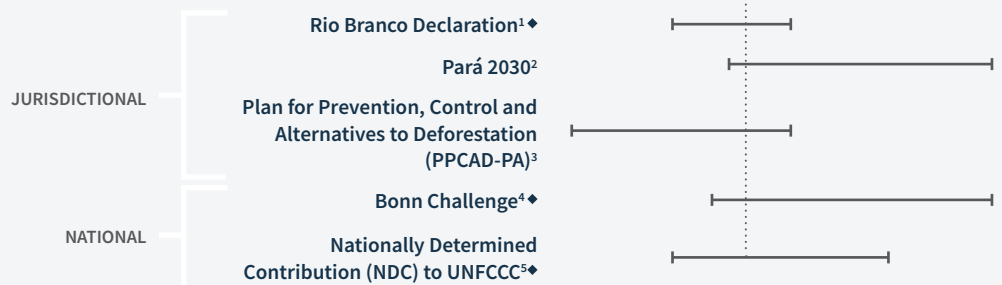 Rio Branco Declaration¹◆
Pará 2030²
JURISDICTIONAL
Plan for Prevention, Control and
Alternatives to Deforestation
(PPCAD-PA)³
Bonn Challenge⁴◆
NATIONAL
Nationally Determined
Contribution (NDC) to UNFCCC⁵◆